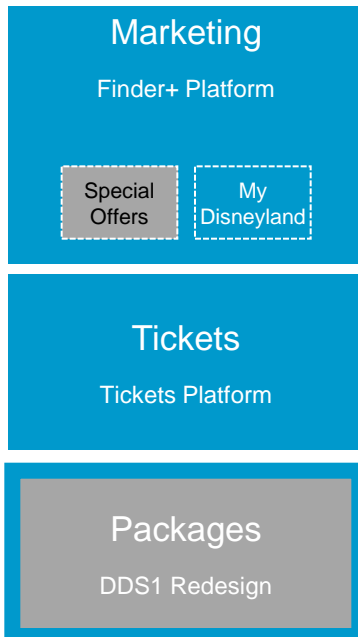 Marketing
Finder+ Platform
Special
Offers
My
Disneyland
Tickets
Tickets Platform
Packages
DDS1 Redesign